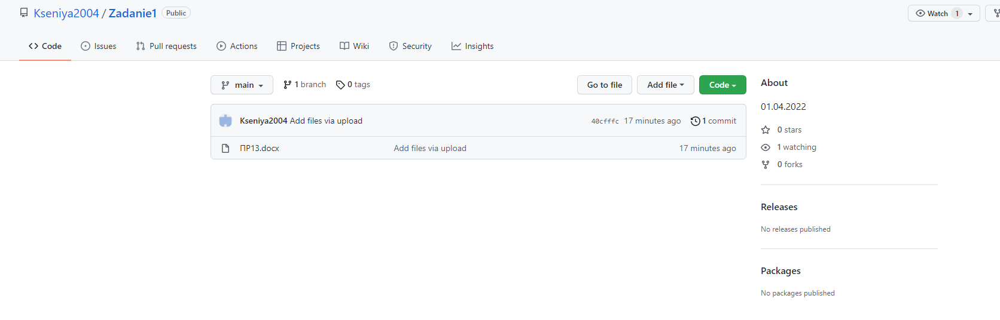 Kseniya2004 / Zadanie1 Public
Watch 1
Code Issues Pull requests Actions Projects Wiki Security Insights
main 1 branch 0 tags Go to file Add file Code
Kseniya2004 Add files via upload 40cfffc 17 minutes ago 1 commit
ПР13.docx Add files via upload 17 minutes ago
About
01.04.2022
0 stars
1 watching
0 forks
Releases
No releases published
Packages
No packages published